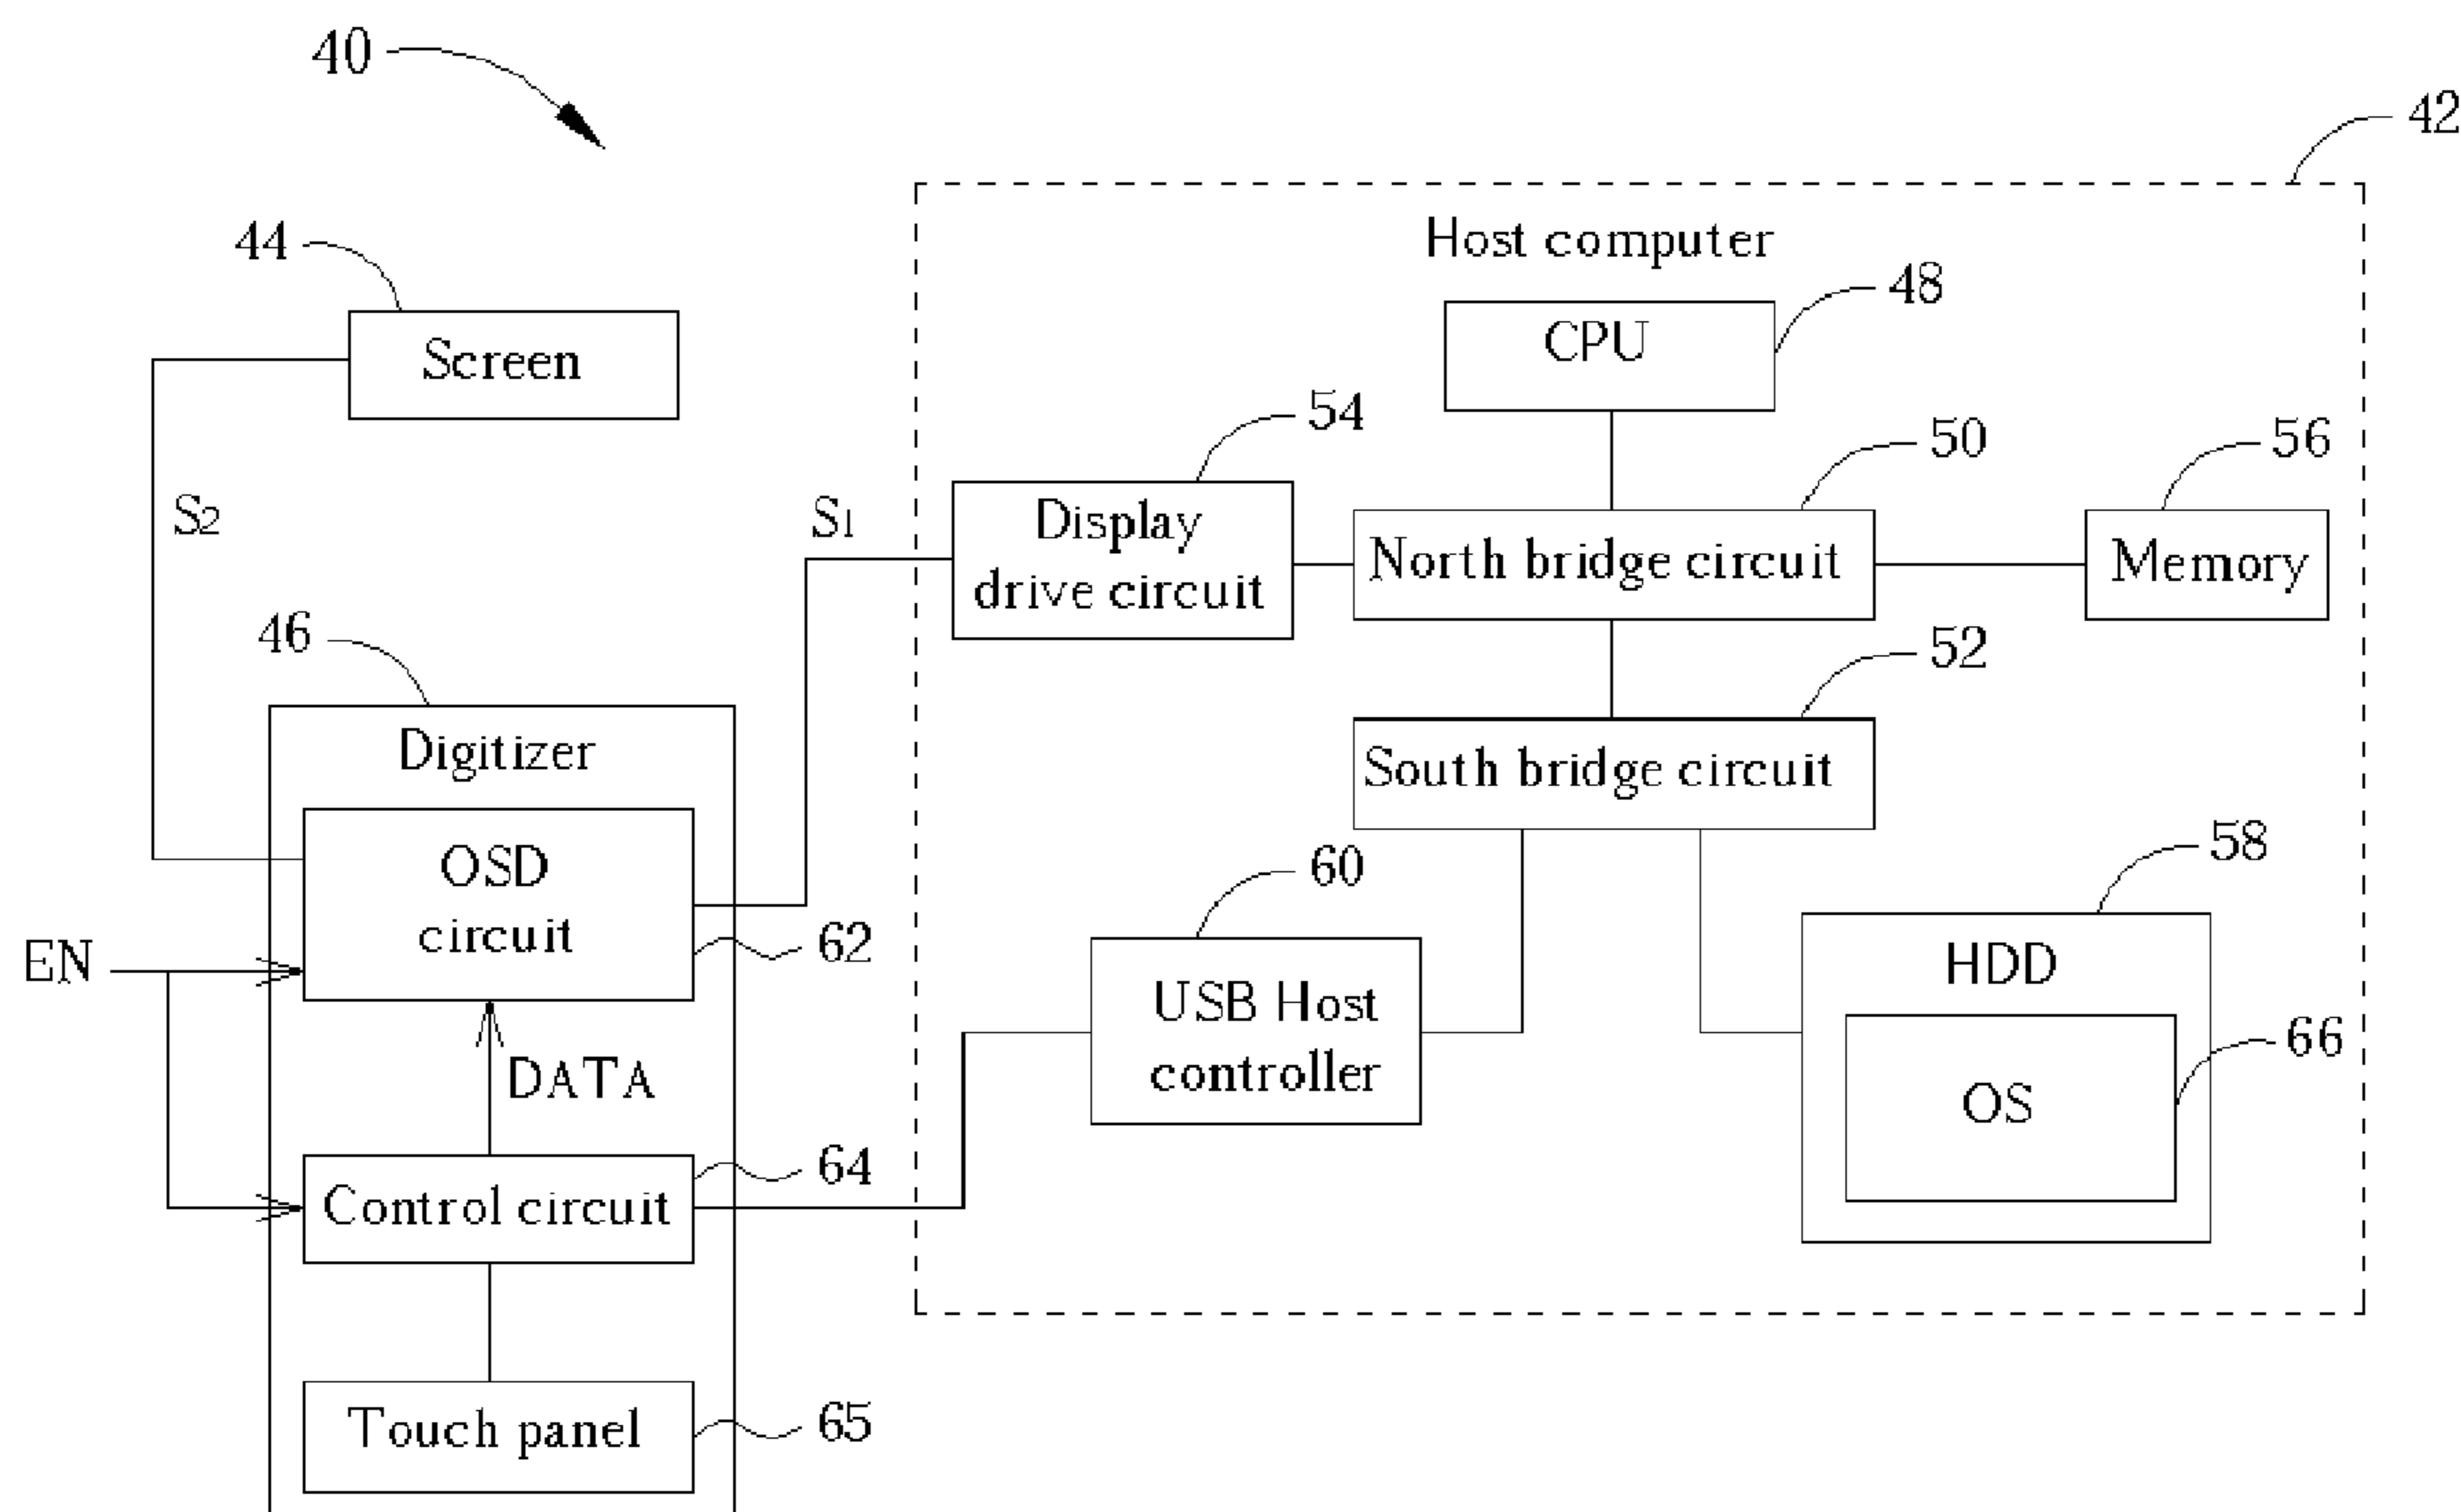 40
42
Host computer
44
48
CPU
Screen
54
50
56
S2
S1
Display
drive circuit
North bridge circuit
Memory
46
52
Digitizer
South bridge circuit
OSD
circuit
60
58
EN
62
HDD
USB Host
controller
66
OS
DATA
64
Control circuit
Touch panel
65